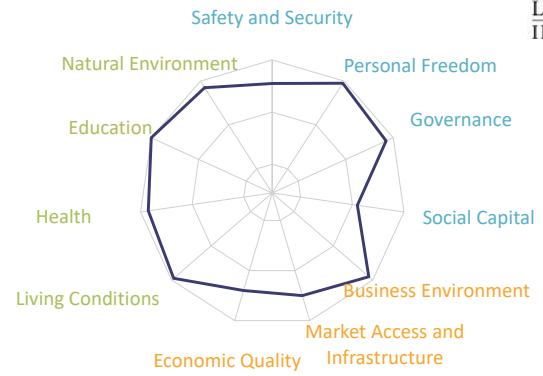 Safety and Security
Natural Environment
Personal Freedom
Education
Governance
Health
Social Capital
Living Conditions
Business Environment
Market Access and
Infrastructure
Economic Quality